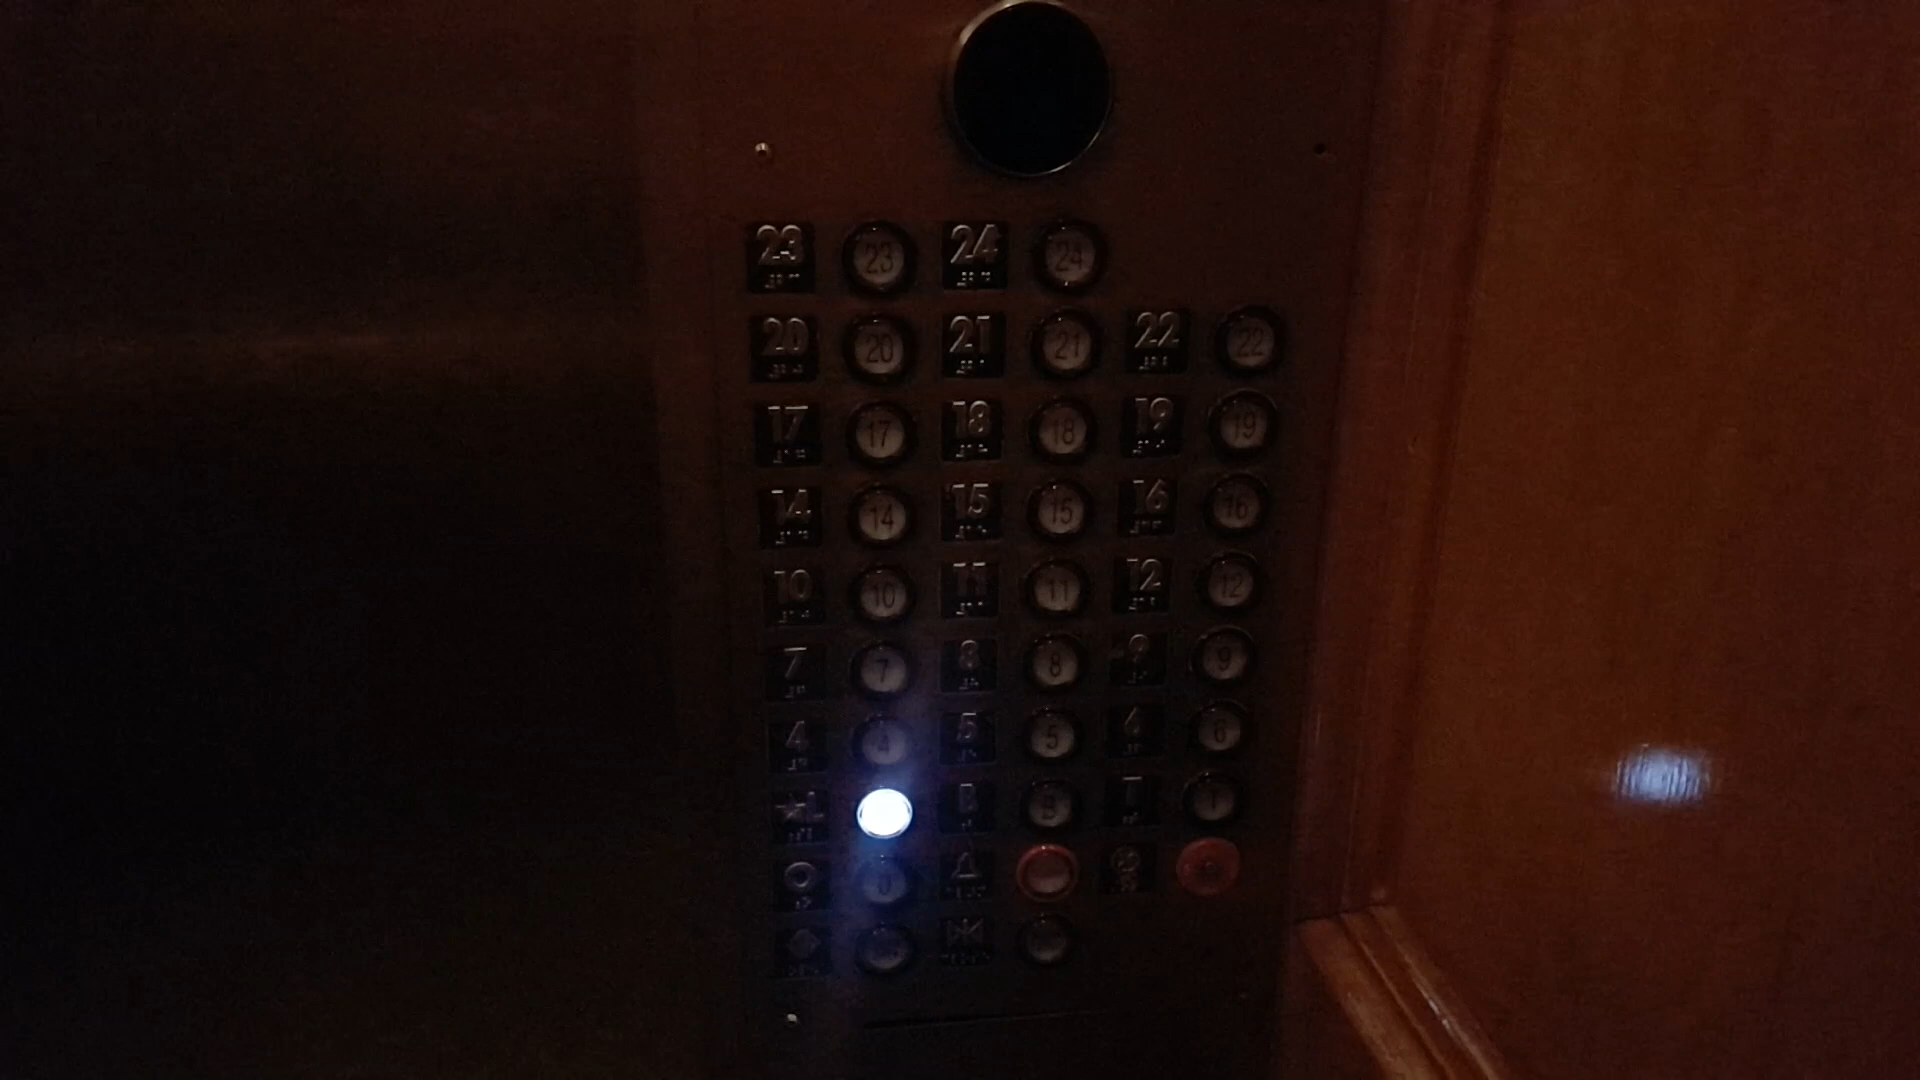 23 23 24 24
20 20 21 21 22 22
17 17 18 18 19 19
14 14 15 15 16 16
10 10 11 11 12 12
7 7 8 8 9 9
4 4 5 5 6 6
★L